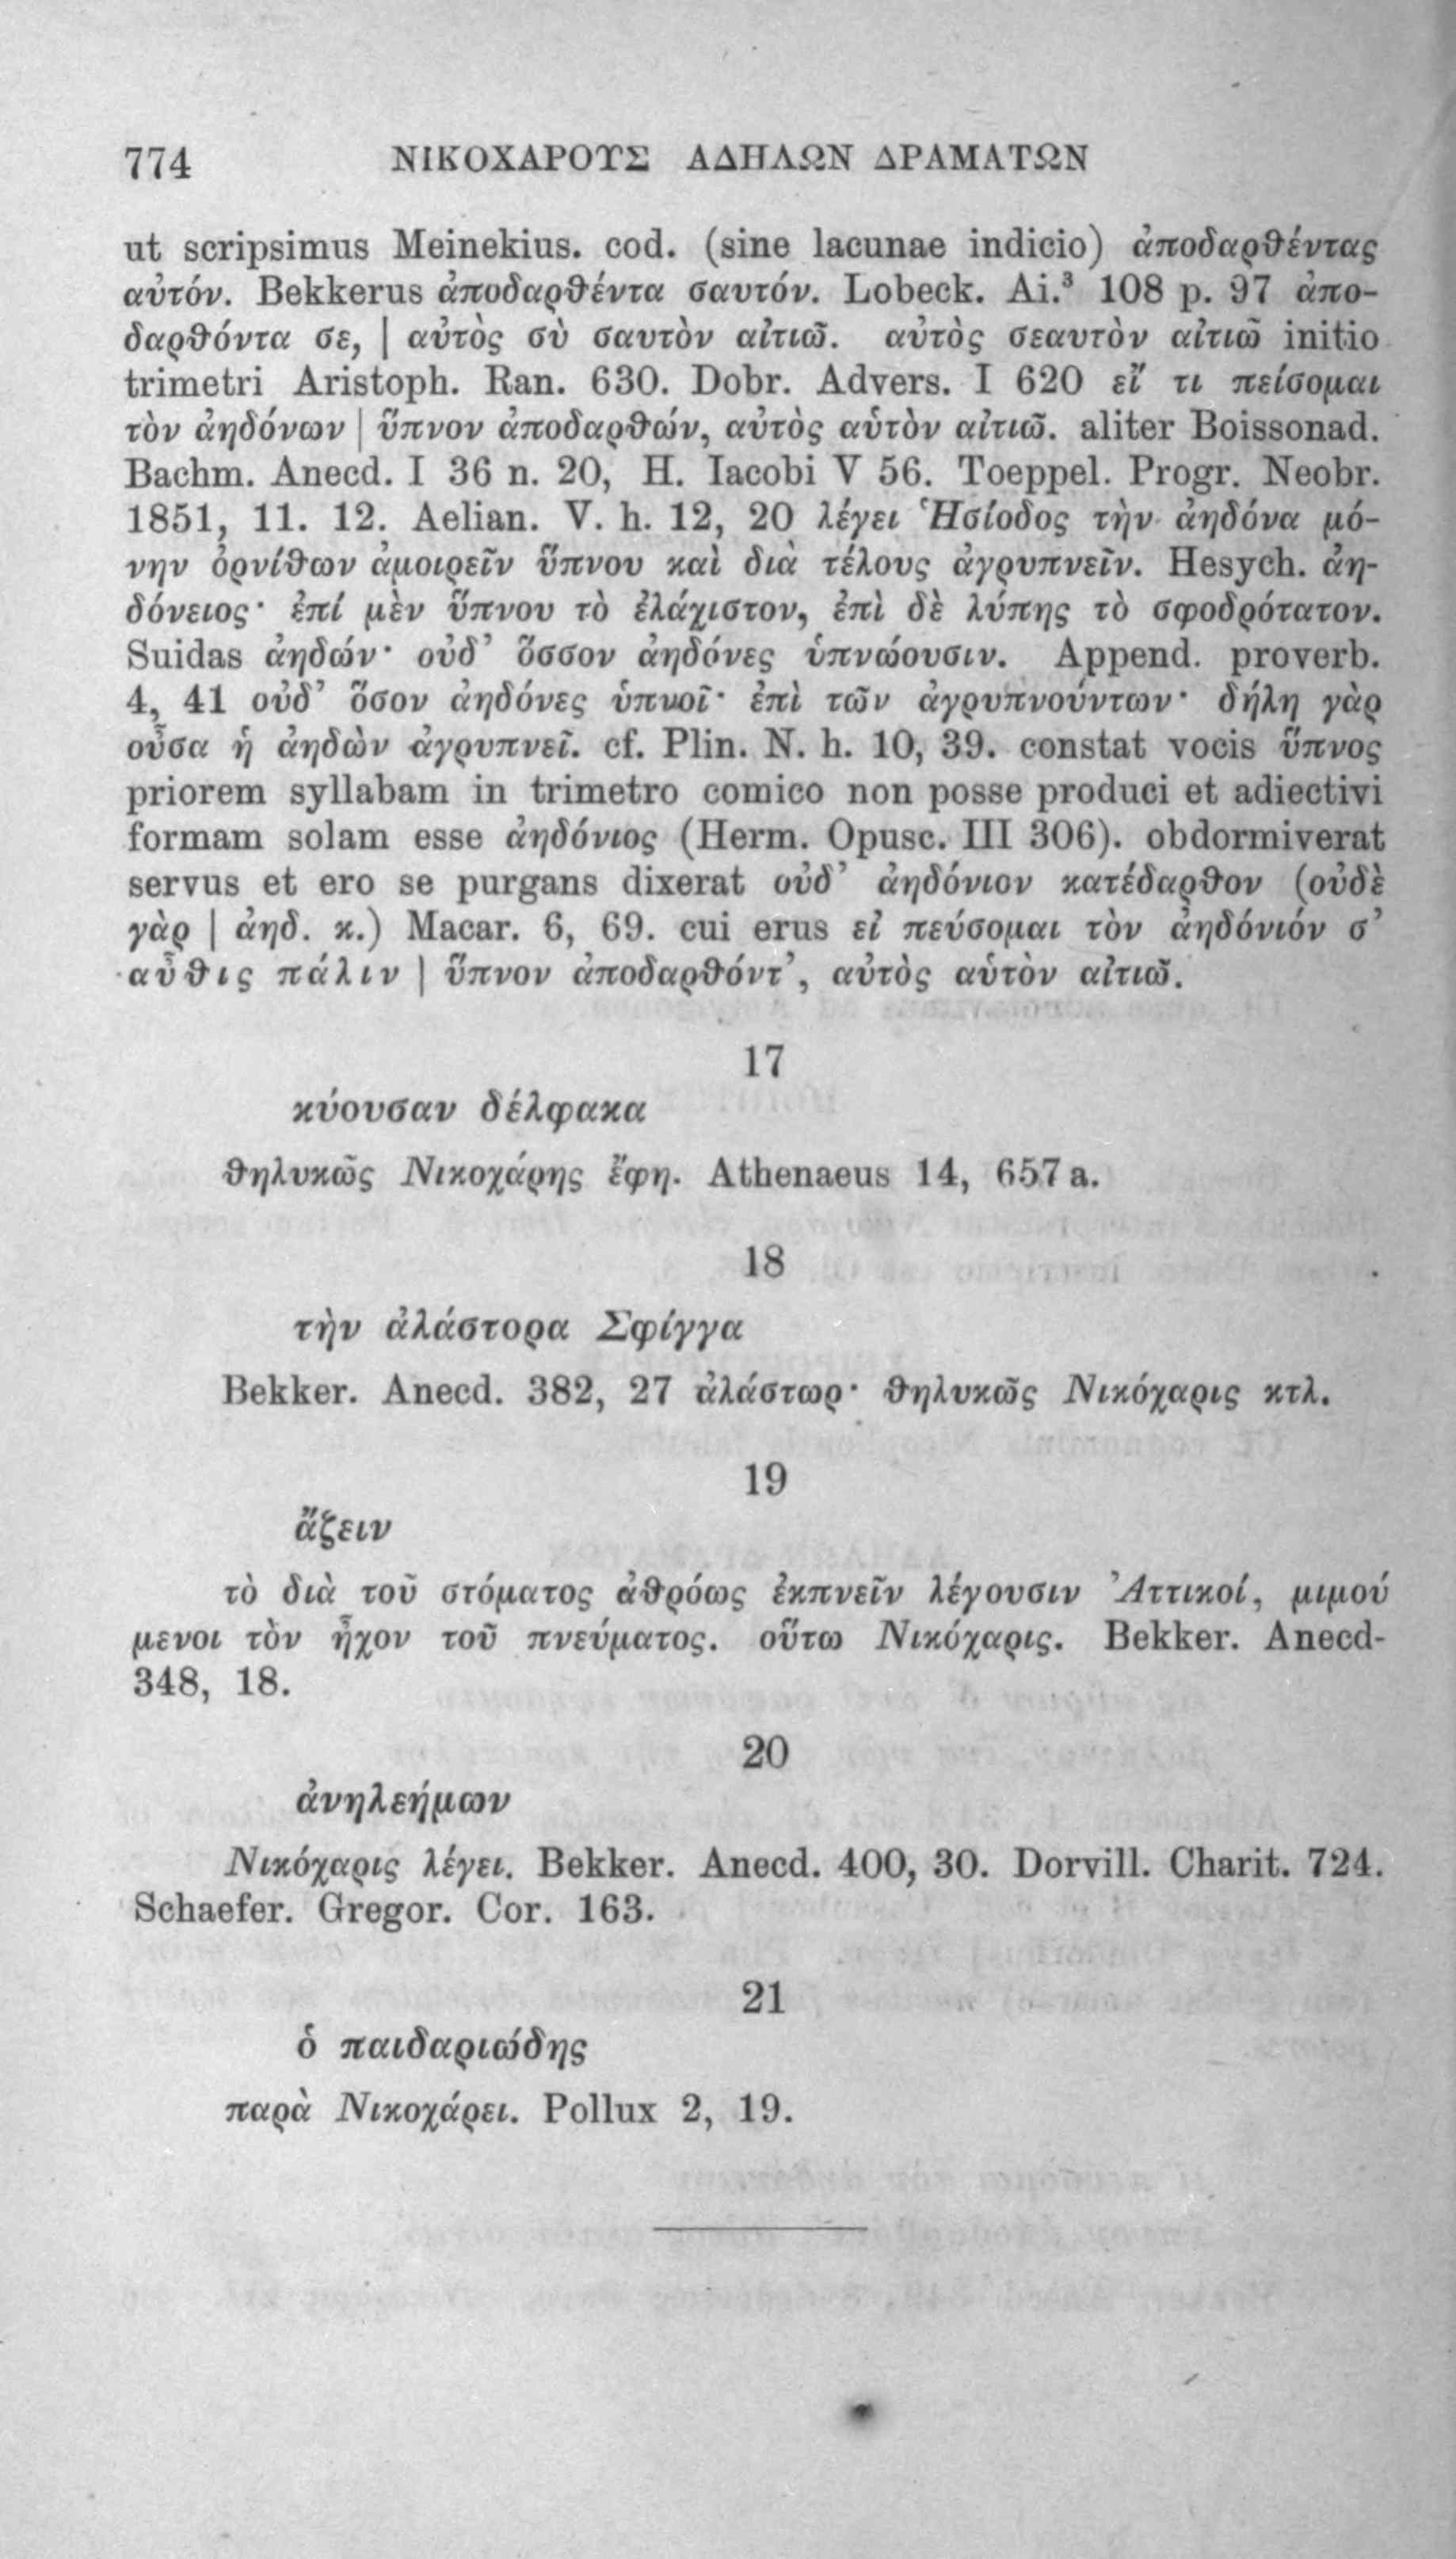 774 ΝΙΚΟΧΑΡΟΥΣ ΑΔΗΛΩΝ ΔΡΑΜΑΤΩΝ
ut scripsimus Meinekius. cod. (sine lacunae indicio) ἀποδαρθέντας
αὐτόν. Bekkerus ἀποδαρθέντα σαυτόν. Lobeck. Ai.³ 108 p. 97 ἀπο-
δαρθόντα σε, | αὐτὸς σὺ σαυτὸν αἰτιῶ. αὐτὸς σεαυτὸν αἰτιῶ initio
trimetri Aristoph. Ran. 630. Dobr. Advers. I 620 εἴ τι πείσομαι
τὸν ἀηδόνων | ὕπνον ἀποδαρθών, αὐτὸς αὑτὸν αἰτιῶ. aliter Boissonad.
Bachm. Anecd. I 36 n. 20, H. Iacobi V 56. Toeppel. Progr. Neobr.
1851, 11. 12. Aelian. V. h. 12, 20 λέγει Ἡσίοδος τὴν ἀηδόνα μό-
νην ὀρνίθων ἀμοιρεῖν ὕπνου καὶ διὰ τέλους ἀγρυπνεῖν. Hesych. ἀη-
δόνειος· ἐπί μὲν ὕπνου τὸ ἐλάχιστον, ἐπὶ δὲ λύπης τὸ σφοδρότατον.
Suidas ἀηδών· οὐδ’ ὅσσον ἀηδόνες ὑπνώουσιν. Append. proverb.
4, 41 οὐδ’ ὅσον ἀηδόνες ὑπνοῖ· ἐπὶ τῶν ἀγρυπνούντων· δήλη γὰρ
οὖσα ἡ ἀηδὼν ἀγρυπνεῖ. cf. Plin. N. h. 10, 39. constat vocis ὕπνος
priorem syllabam in trimetro comico non posse produci et adiectivi
formam solam esse ἀηδόνιος (Herm. Opusc. III 306). obdormiverat
servus et ero se purgans dixerat οὐδ’ ἀηδόνιον κατέδαρθον (οὐδὲ
γὰρ | ἀηδ. κ.) Macar. 6, 69. cui erus εἰ πεύσομαι τὸν ἀηδόνιόν σ’
αὖθις πάλιν | ὕπνον ἀποδαρθόντ’, αὐτὸς αὑτὸν αἰτιῶ.
17
κύουσαν δέλφακα
θηλυκῶς Νικοχάρης ἔφη. Athenaeus 14, 657 a.
18
τὴν ἀλάστορα Σφίγγα
Bekker. Anecd. 382, 27 ἀλάστωρ· θηλυκῶς Νικόχαρις κτλ.
19
ἄζειν
τὸ διὰ τοῦ στόματος ἀθρόως ἐκπνεῖν λέγουσιν Ἀττικοί, μιμού
μενοι τὸν ἦχον τοῦ πνεύματος. οὕτω Νικόχαρις. Bekker. Anecd-
348, 18.
20
ἀνηλεήμων
Νικόχαρις λέγει. Bekker. Anecd. 400, 30. Dorvill. Charit. 724.
Schaefer. Gregor. Cor. 163.
21
ὁ παιδαριώδης
παρὰ Νικοχάρει. Pollux 2, 19.